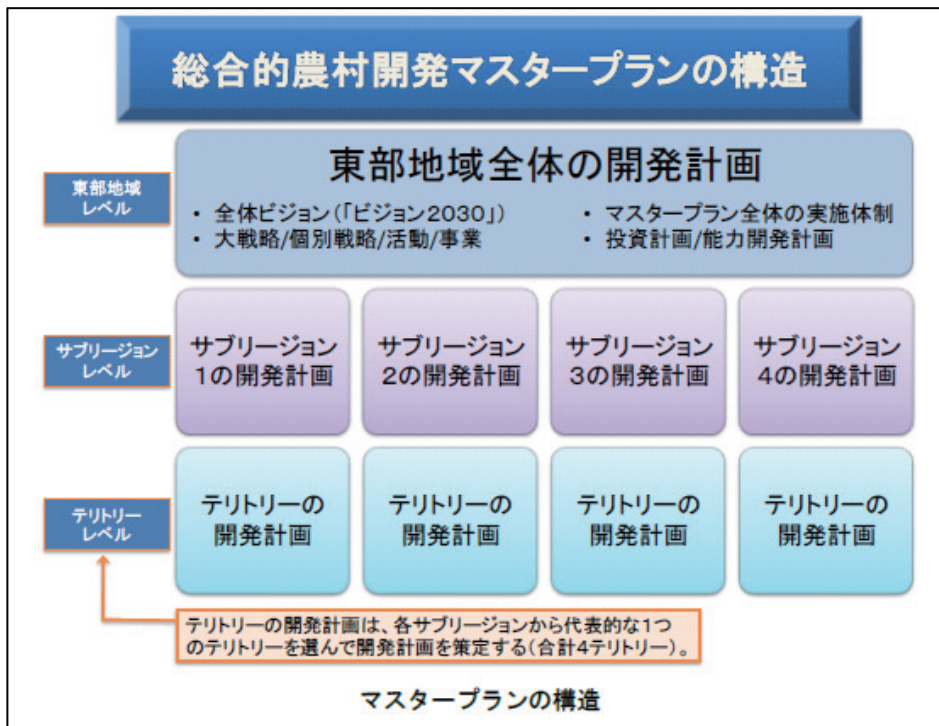 総合的農村開発マスタープランの構造
東部地域
レベル
東部地域全体の開発計画
・ 全体ビジョン(「ビジョン2030」)
・ 大戦略/個別戦略/活動/事業
・ マスタープラン全体の実施体制
・ 投資計画/能力開発計画
サブリージョン
レベル
サブリージョン
1の開発計画
サブリージョン
2の開発計画
サブリージョン
3の開発計画
サブリージョン
4の開発計画
テリトリー
レベル
テリトリーの
開発計画
テリトリーの
開発計画
テリトリーの
開発計画
テリトリーの
開発計画
テリトリーの開発計画は、各サブリージョンから代表的な1つ
のテリトリーを選んで開発計画を策定する(合計4テリトリー)。
マスタープランの構造